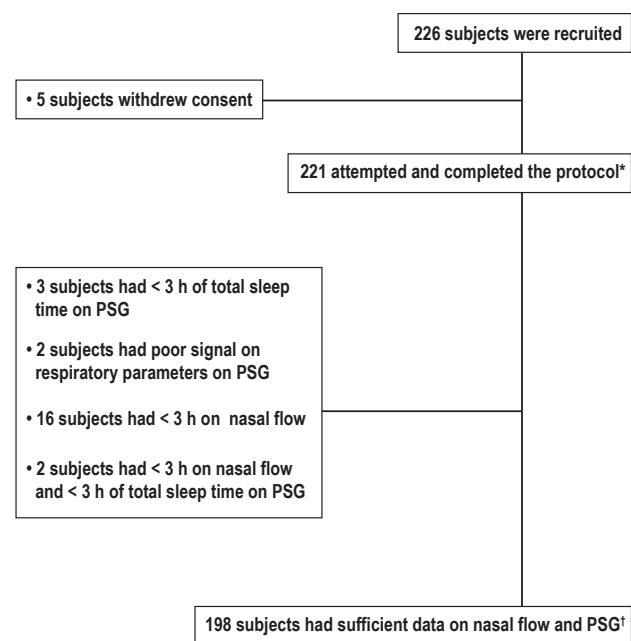 226 subjects were recruited
• 5 subjects withdrew consent
221 attempted and completed the protocol*
• 3 subjects had < 3 h of total sleep
time on PSG
• 2 subjects had poor signal on
respiratory parameters on PSG
• 16 subjects had < 3 h on nasal flow
• 2 subjects had < 3 h on nasal flow
and < 3 h of total sleep time on PSG
198 subjects had sufficient data on nasal flow and PSG†